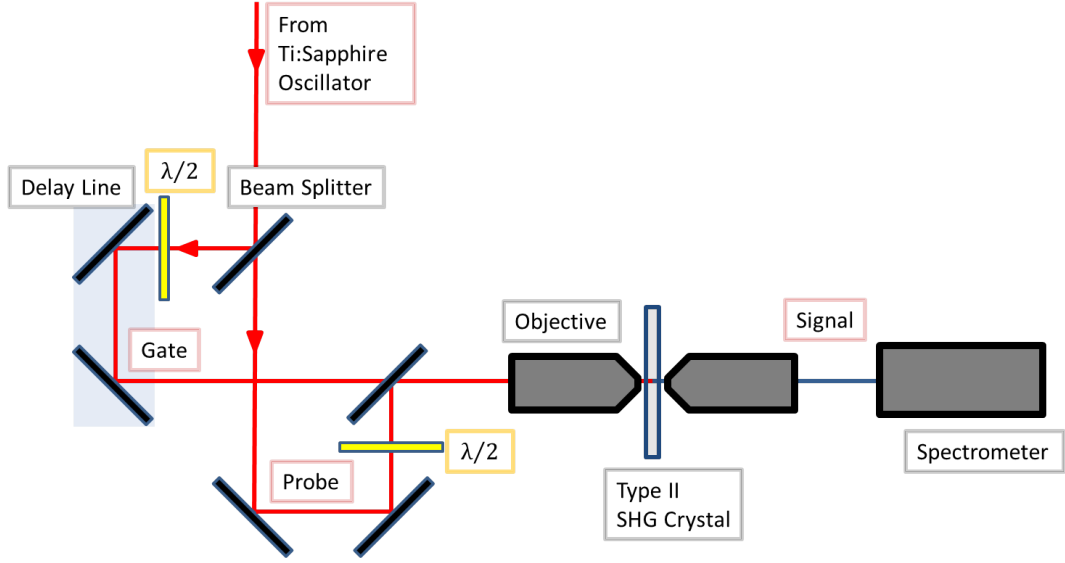 From
Ti:Sapphire
Oscillator
λ/2
Delay Line
Beam Splitter
Objective
Signal
Gate
λ/2
Probe
Spectrometer
Type II
SHG Crystal